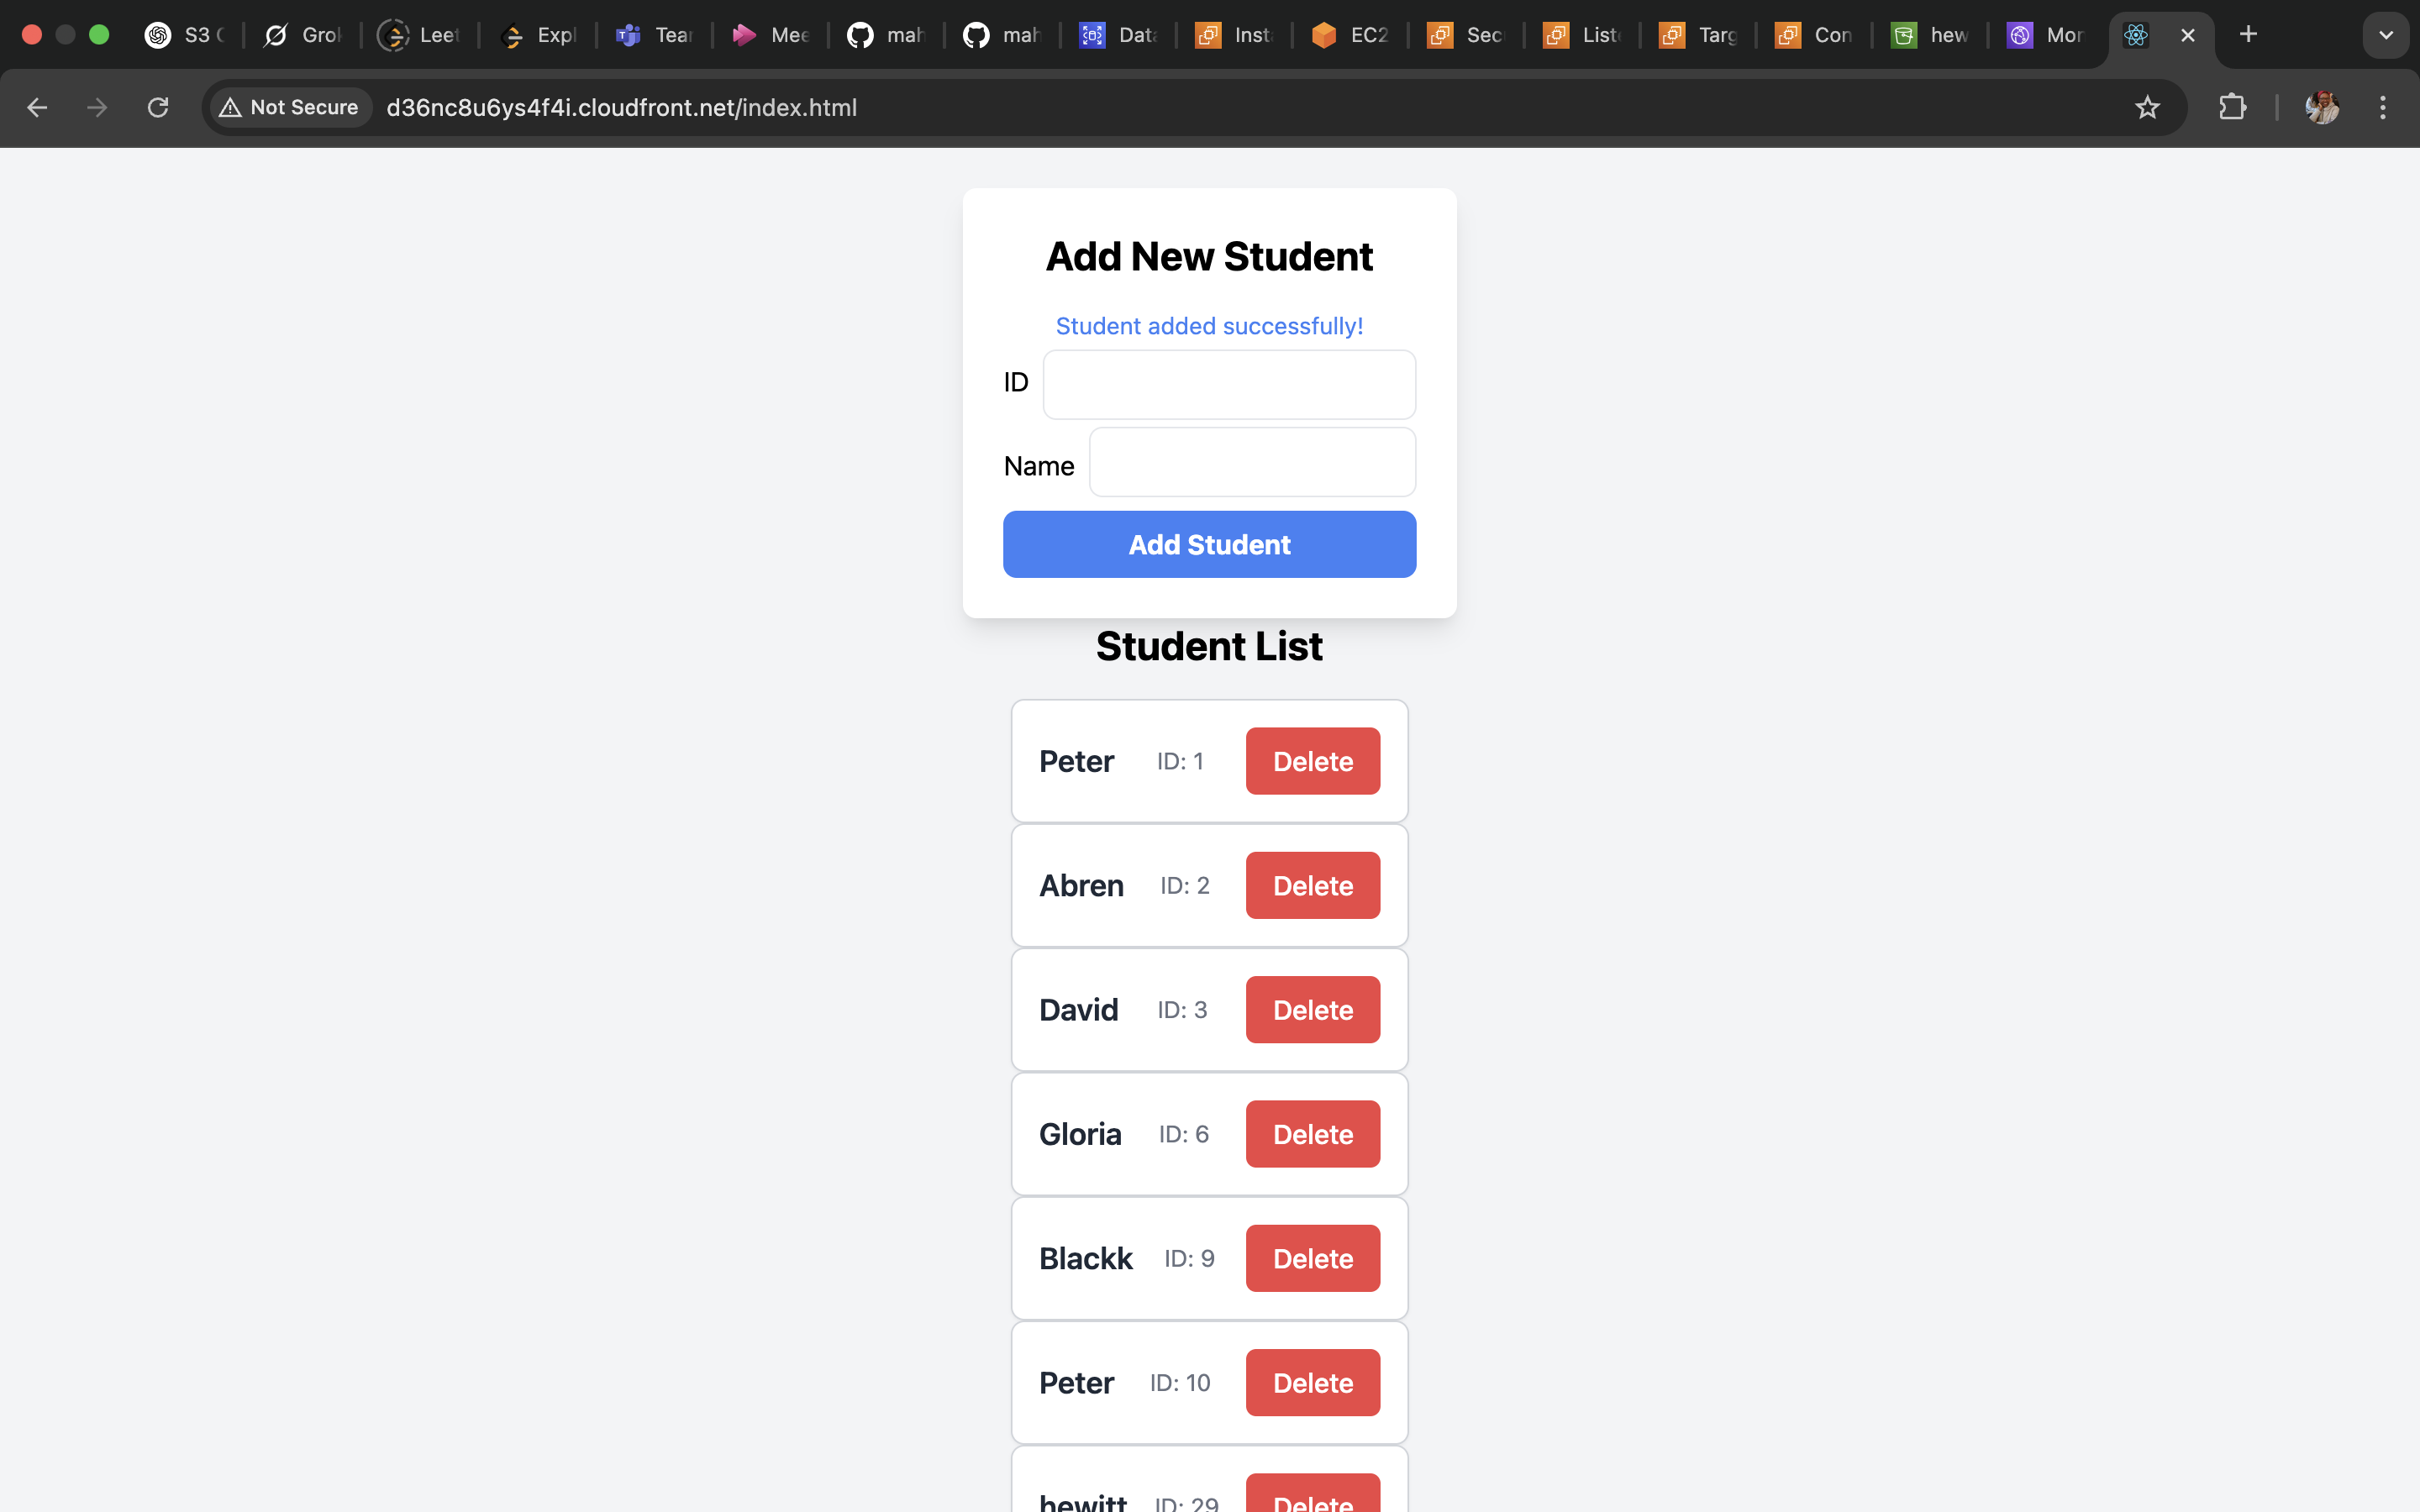 S3 Gro Leet Expl Tear Mee mah mah Data Inst EC2 Sec List Targ Con hew Mor
Not Secure d36nc8u6ys4f4i.cloudfront.net/index.html
Add New Student
Student added successfully!
ID
Name
Add Student
Student List
Peter ID: 1 Delete
Abren ID: 2 Delete
David ID: 3 Delete
Gloria ID: 6 Delete
Blackk ID: 9 Delete
Peter ID: 10 Delete
hewitt ID: 29 Delete